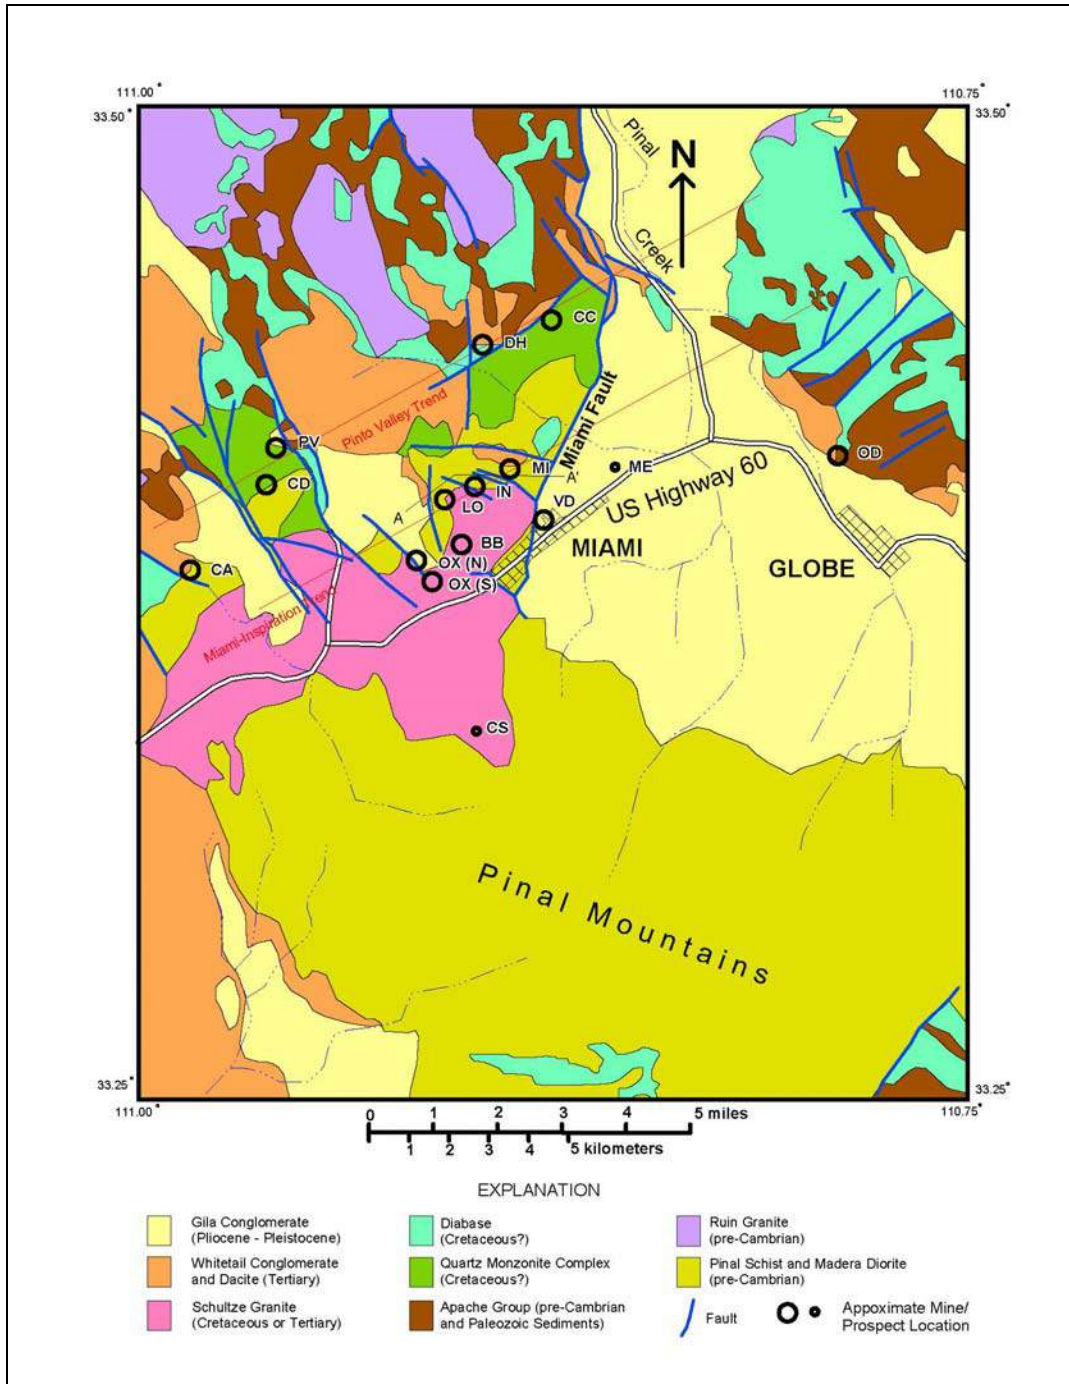 111.00°
110.75°
33.50°
33.50°
Pinal
N
Creek
CC
DH
Miami Fault
Pinto Valley Trend
PV
MI
A'
ME
OD
CD
IN
US Highway 60
LO
VD
A
BB
MIAMI
OX (N)
GLOBE
CA
OX (S)
Miami-Inspiration Trend
CS
Pinal Mountains
33.25°
33.25°
111.00°
110.75°
0 1 2 3 4 5 miles
1 2 3 4 5 kilometers
EXPLANATION
Gila Conglomerate
(Pliocene - Pleistocene)
Whitetail Conglomerate
and Dacite (Tertiary)
Schultze Granite
(Cretaceous or Tertiary)
Diabase
(Cretaceous?)
Quartz Monzonite Complex
(Cretaceous?)
Apache Group (pre-Cambrian
and Paleozoic Sediments)
Ruin Granite
(pre-Cambrian)
Pinal Schist and Madera Diorite
(pre-Cambrian)
Fault
Appoximate Mine/
Prospect Location